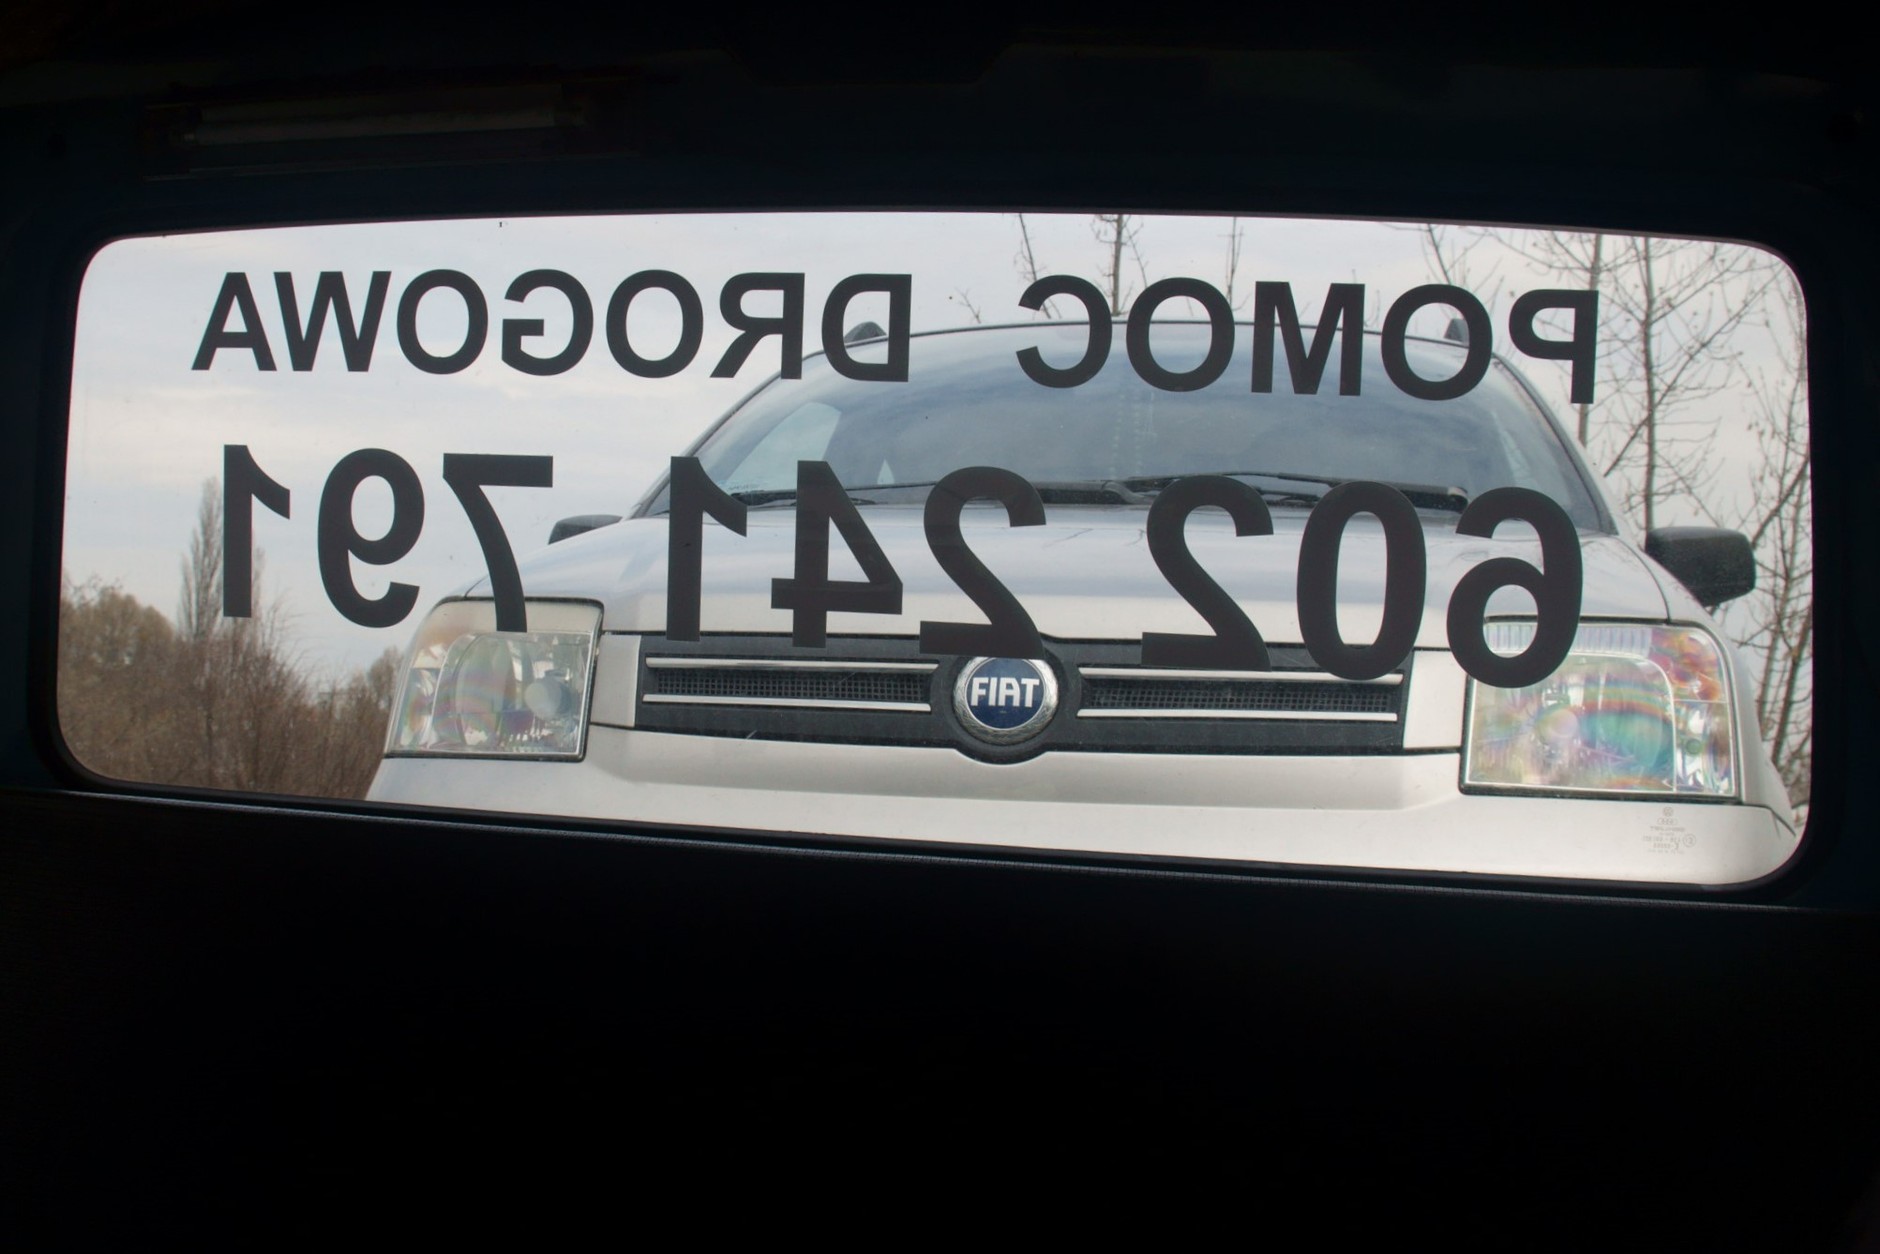 POMOC DROGOWA
602 241 791
FIAT